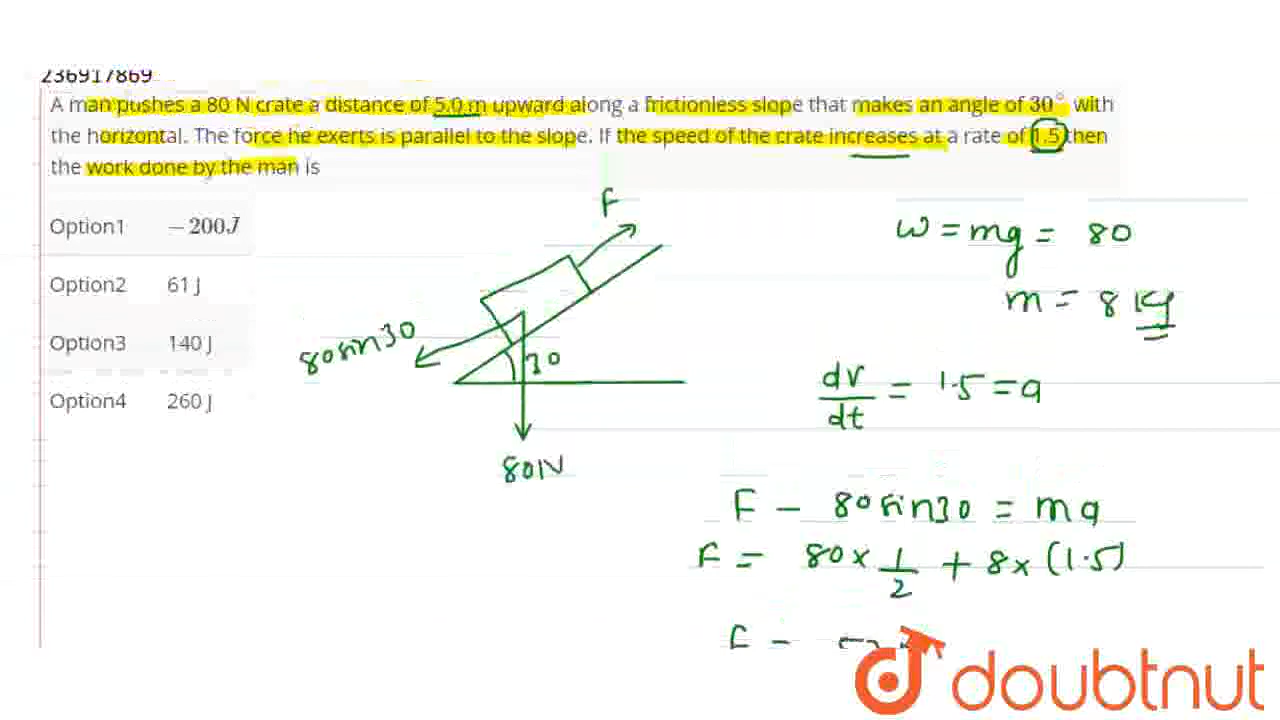 236917869
A man pushes a 80 N crate a distance of 5.0 m upward along a frictionless slope that makes an angle of 30° with
the horizontal. The force he exerts is parallel to the slope. If the speed of the crate increases at a rate of 1.5 then
the work done by the man is
Option1 -200J
Option2 61 J
Option3 140 J
Option4 260 J
F
80sin30
30
80N
w = mg = 80
m = 8 kg
dv/dt = 1.5 = a
F - 80 sin30 = ma
F = 80 x 1/2 + 8 x (1.5)
F =
doubtnut